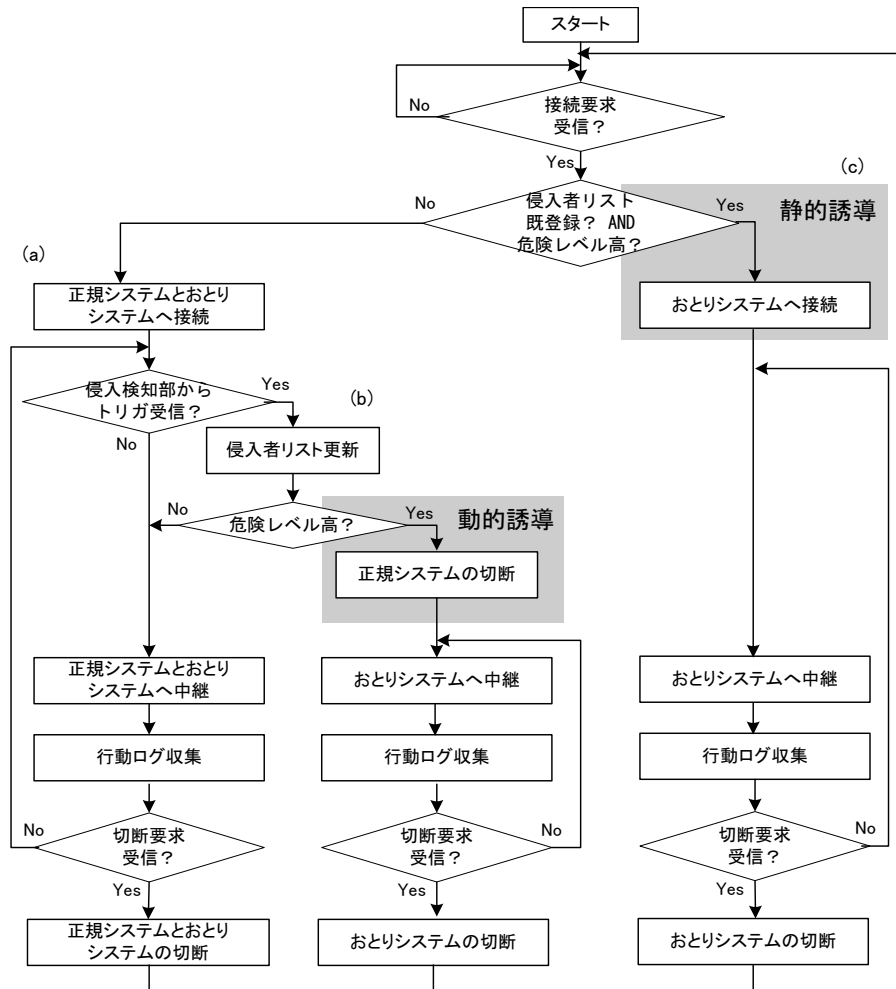 スタート
No
接続要求
受信？
Yes
(c)
No
侵入者リスト
既登録？ AND
危険レベル高？
Yes
静的誘導
(a)
正規システムとおとり
システムへ接続
おとりシステムへ接続
侵入検知部から
トリガ受信？
Yes
(b)
No
侵入者リスト更新
No
危険レベル高？
Yes
動的誘導
正規システムの切断
正規システムとおとり
システムへ中継
おとりシステムへ中継
おとりシステムへ中継
行動ログ収集
行動ログ収集
行動ログ収集
No
切断要求
受信？
切断要求
受信？
No
切断要求
受信？
No
Yes
Yes
Yes
正規システムとおとり
システムの切断
おとりシステムの切断
おとりシステムの切断